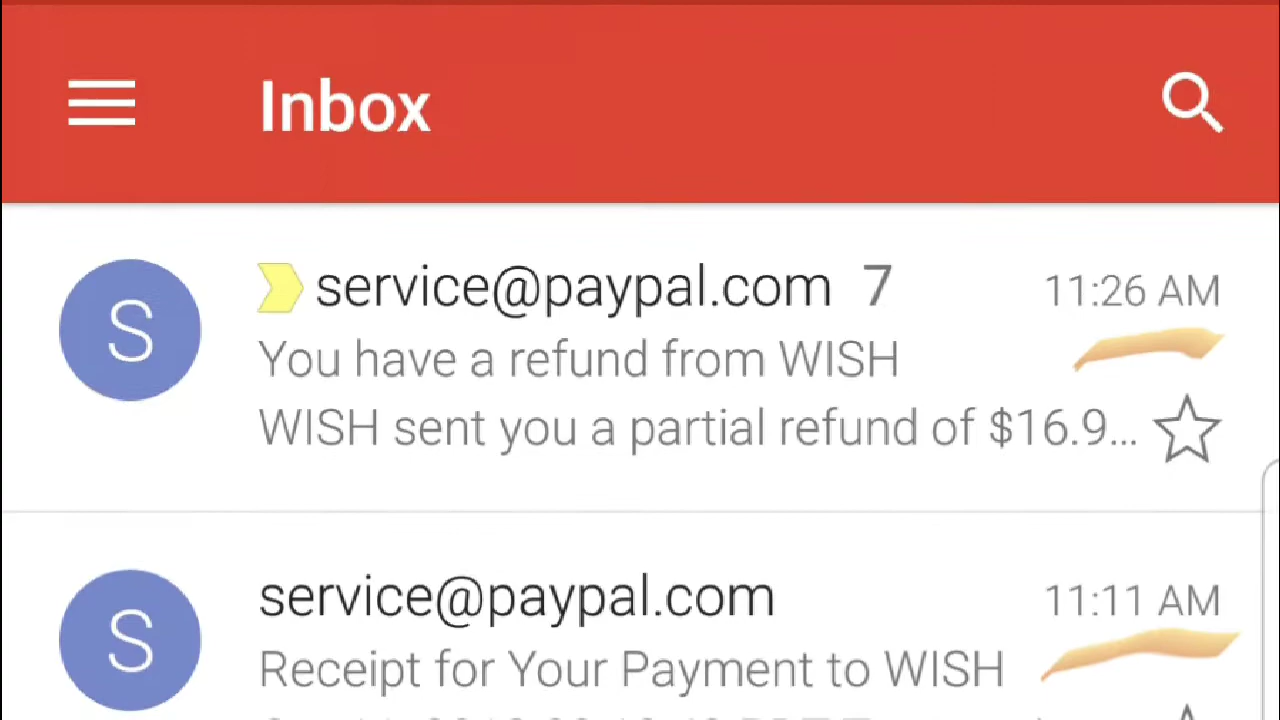 Inbox
S
service@paypal.com 7 11:26 AM
You have a refund from WISH
WISH sent you a partial refund of $16.9...
S
service@paypal.com 11:11 AM
Receipt for Your Payment to WISH